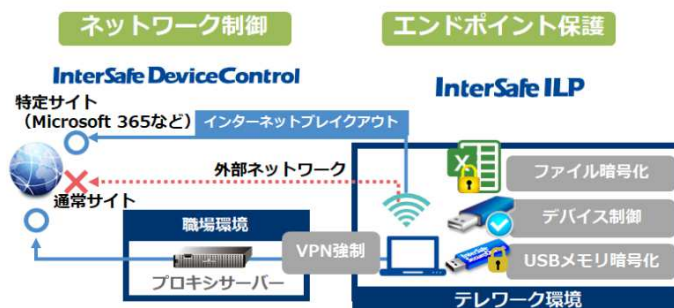 ネットワーク制御
エンドポイント保護
InterSafe DeviceControl
InterSafe ILP
特定サイト
（Microsoft 365など）
インターネットブレイクアウト
外部ネットワーク
通常サイト
職場環境
プロキシサーバー
VPN強制
ファイル暗号化
デバイス制御
USBメモリ暗号化
テレワーク環境